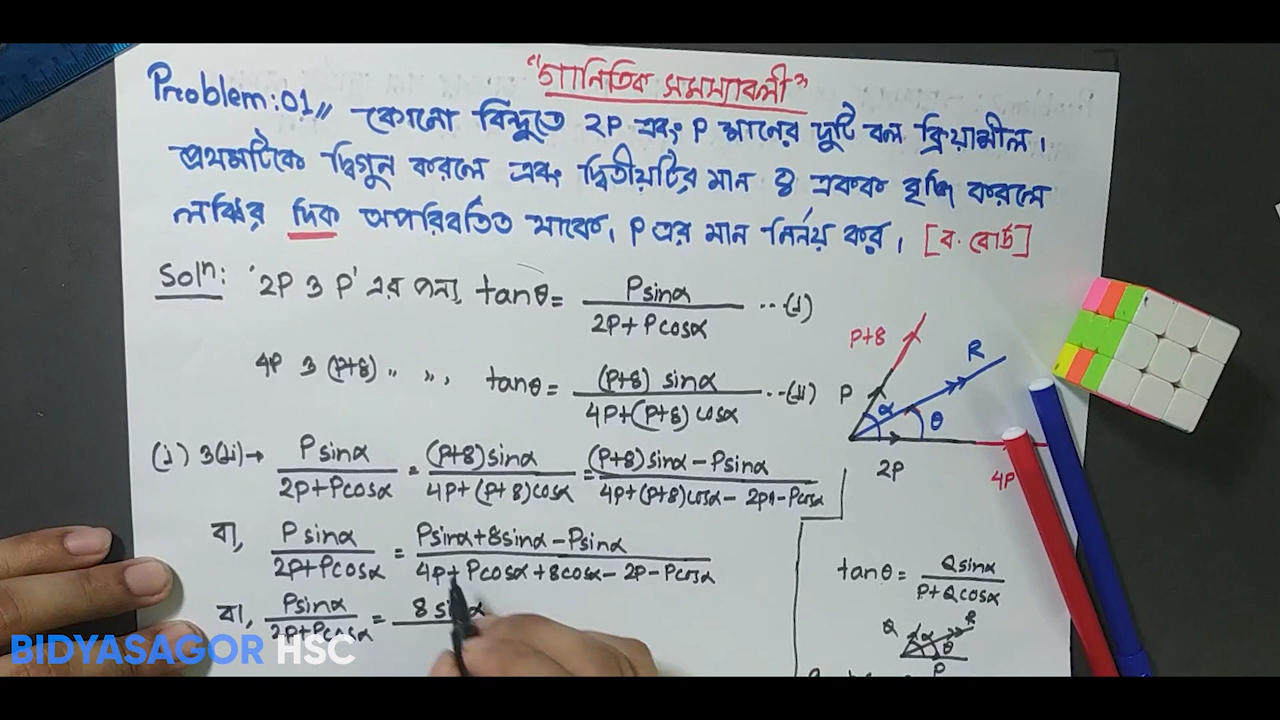 "গানিতিক সমস্যাবলী"
Problem:01// কোনো বিন্দুতে 2P এবং P মানের দুটি বল ক্রিয়াশীল।
প্রথমটিকে দ্বিগুন করলে এবং দ্বিতীয়টির মান 8 একক বৃদ্ধি করলে
লব্ধির দিক অপরিবর্তিত থাকে। P এর মান নির্নয় কর। [ব. বোর্ড]
Solⁿ: '2P ও P' এর জন্য, tanθ = Psinα / 2P+Pcosα ...(i)
4P ও (P+8) " " , tanθ = (P+8) sinα / 4P+(P+8) cosα ...(ii)
(i) ও (ii) → Psinα / 2P+Pcosα = (P+8)sinα / 4P+(P+8)cosα = (P+8)sinα - Psinα / 4P+(P+8)cosα - 2P - Pcosα
বা, Psinα / 2P+Pcosα = Psinα+8sinα-Psinα / 4P+Pcosα+8cosα-2P-Pcosα
বা, Psinα / 2P+Pcosα = 8 sinα
P+8
R
P
α
θ
2P
4P
tanθ = Qsinα / P+Qcosα
Q
α
R
θ
P
BIDYASAGOR HSC